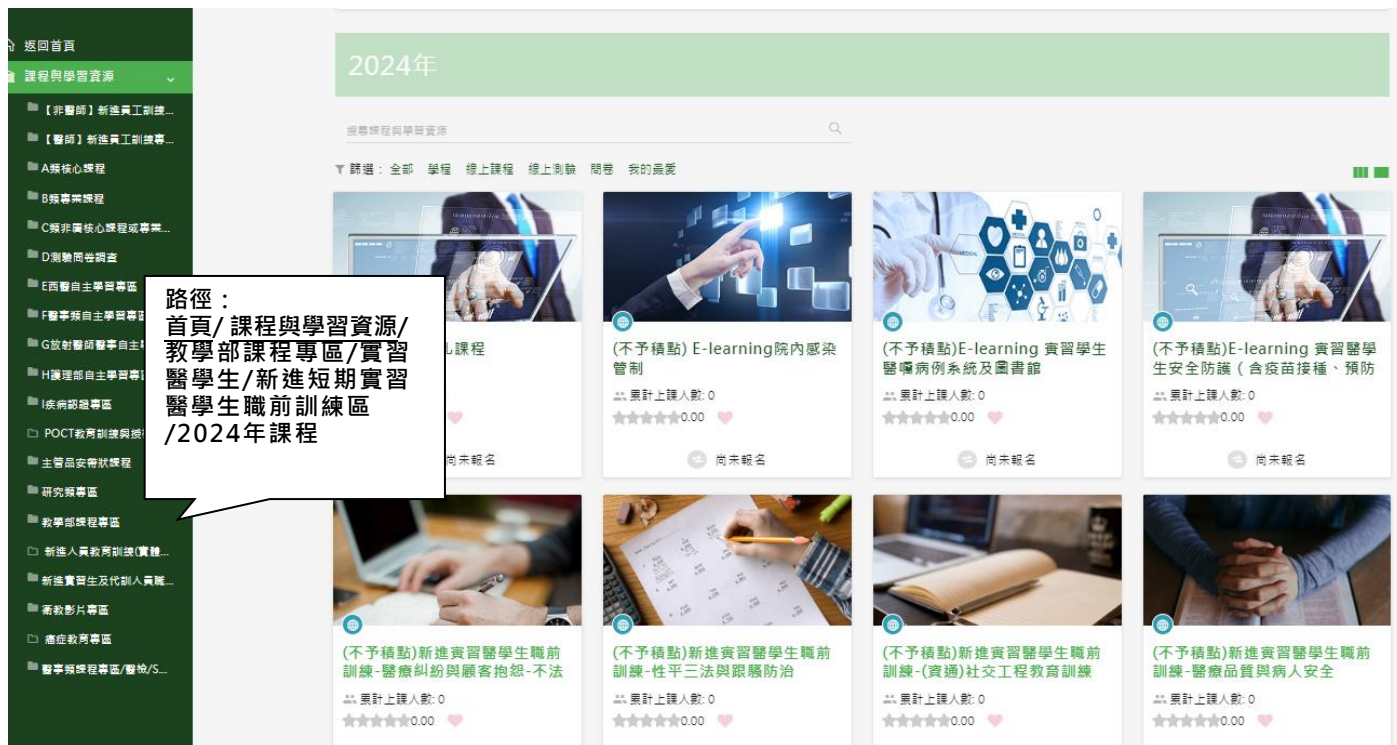 返回首頁
課程與學習資源
【非醫師】新進員工訓練...
【醫師】新進員工訓練專...
A類核心課程
B類專業課程
C類非屬核心課程或專業...
D測驗問卷調查
E西醫自主學習專區
F醫事類自主學習專區
G放射醫師醫事自主
H護理部自主學習專
I疾病認證專區
POCT教育訓練與授
主管品安帶狀課程
研究類專區
教學部課程專區
新進人員教育訓練(實體...
新進實習生及代訓人員職...
衛教影片專區
癌症教育專區
醫事類課程專區/醫檢/S...
路徑：
首頁/ 課程與學習資源/
教學部課程專區/實習
醫學生/新進短期實習
醫學生職前訓練區
/2024年課程
2024年
搜尋課程與學習資源
篩選：全部 學程 線上課程 線上測驗 問卷 我的最愛
課程
尚未報名
(不予積點) E-learning院內感染
管制
累計上課人數: 0
0.00
尚未報名
(不予積點)E-learning 實習學生
醫囑病例系統及圖書館
累計上課人數: 0
0.00
尚未報名
(不予積點)E-learning 實習醫學
生安全防護（含疫苗接種、預防
累計上課人數: 0
0.00
尚未報名
(不予積點)新進實習醫學生職前
訓練-醫療糾紛與顧客抱怨-不法
累計上課人數: 0
0.00
(不予積點)新進實習醫學生職前
訓練-性平三法與跟騷防治
累計上課人數: 0
0.00
(不予積點)新進實習醫學生職前
訓練-(資通)社交工程教育訓練
累計上課人數: 0
0.00
(不予積點)新進實習醫學生職前
訓練-醫療品質與病人安全
累計上課人數: 0
0.00